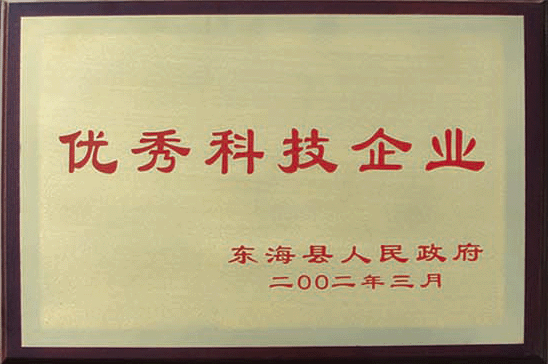 优秀科技企业
东海县人民政府
二00二年三月